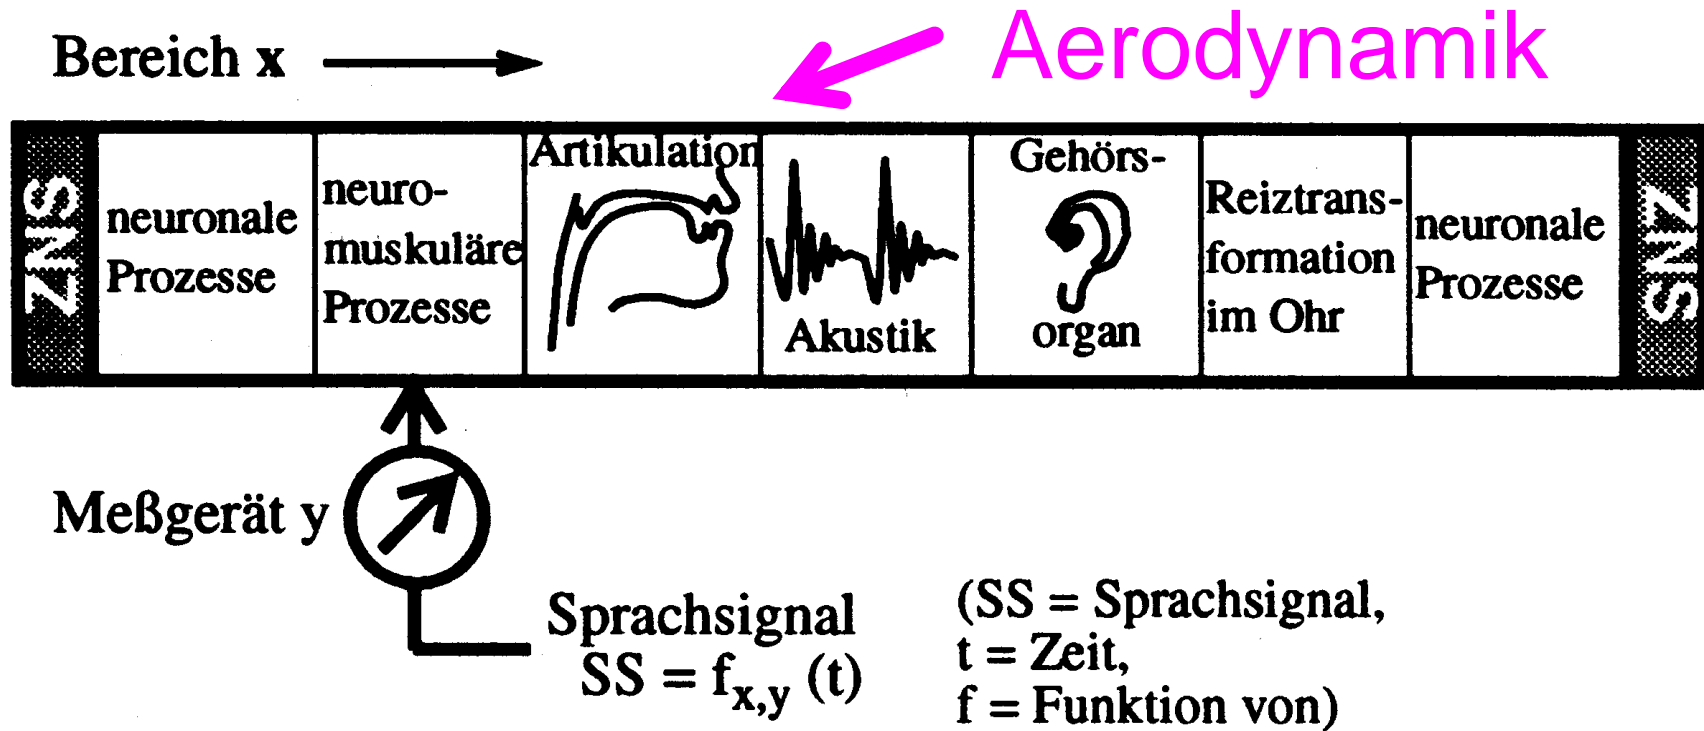 Bereich x
Aerodynamik
ZNS
neuronale
Prozesse
neuro-
muskuläre
Prozesse
Artikulation
Akustik
Gehörs-
organ
Reiztrans-
formation
im Ohr
neuronale
Prozesse
ZNS
Meßgerät y
Sprachsignal
SS = fx,y (t)
(SS = Sprachsignal,
t = Zeit,
f = Funktion von)